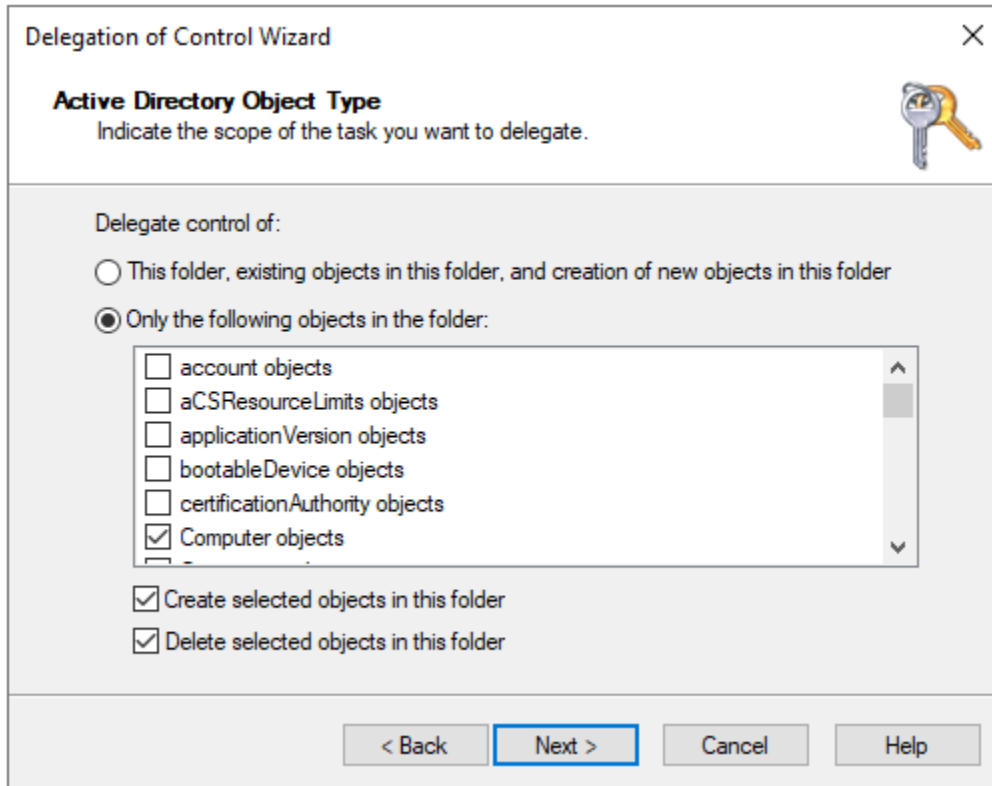 Delegation of Control Wizard
Active Directory Object Type
Indicate the scope of the task you want to delegate.
Delegate control of:
This folder, existing objects in this folder, and creation of new objects in this folder
Only the following objects in the folder:
account objects
aCSResourceLimits objects
applicationVersion objects
bootableDevice objects
certificationAuthority objects
Computer objects
Create selected objects in this folder
Delete selected objects in this folder
< Back Next > Cancel Help